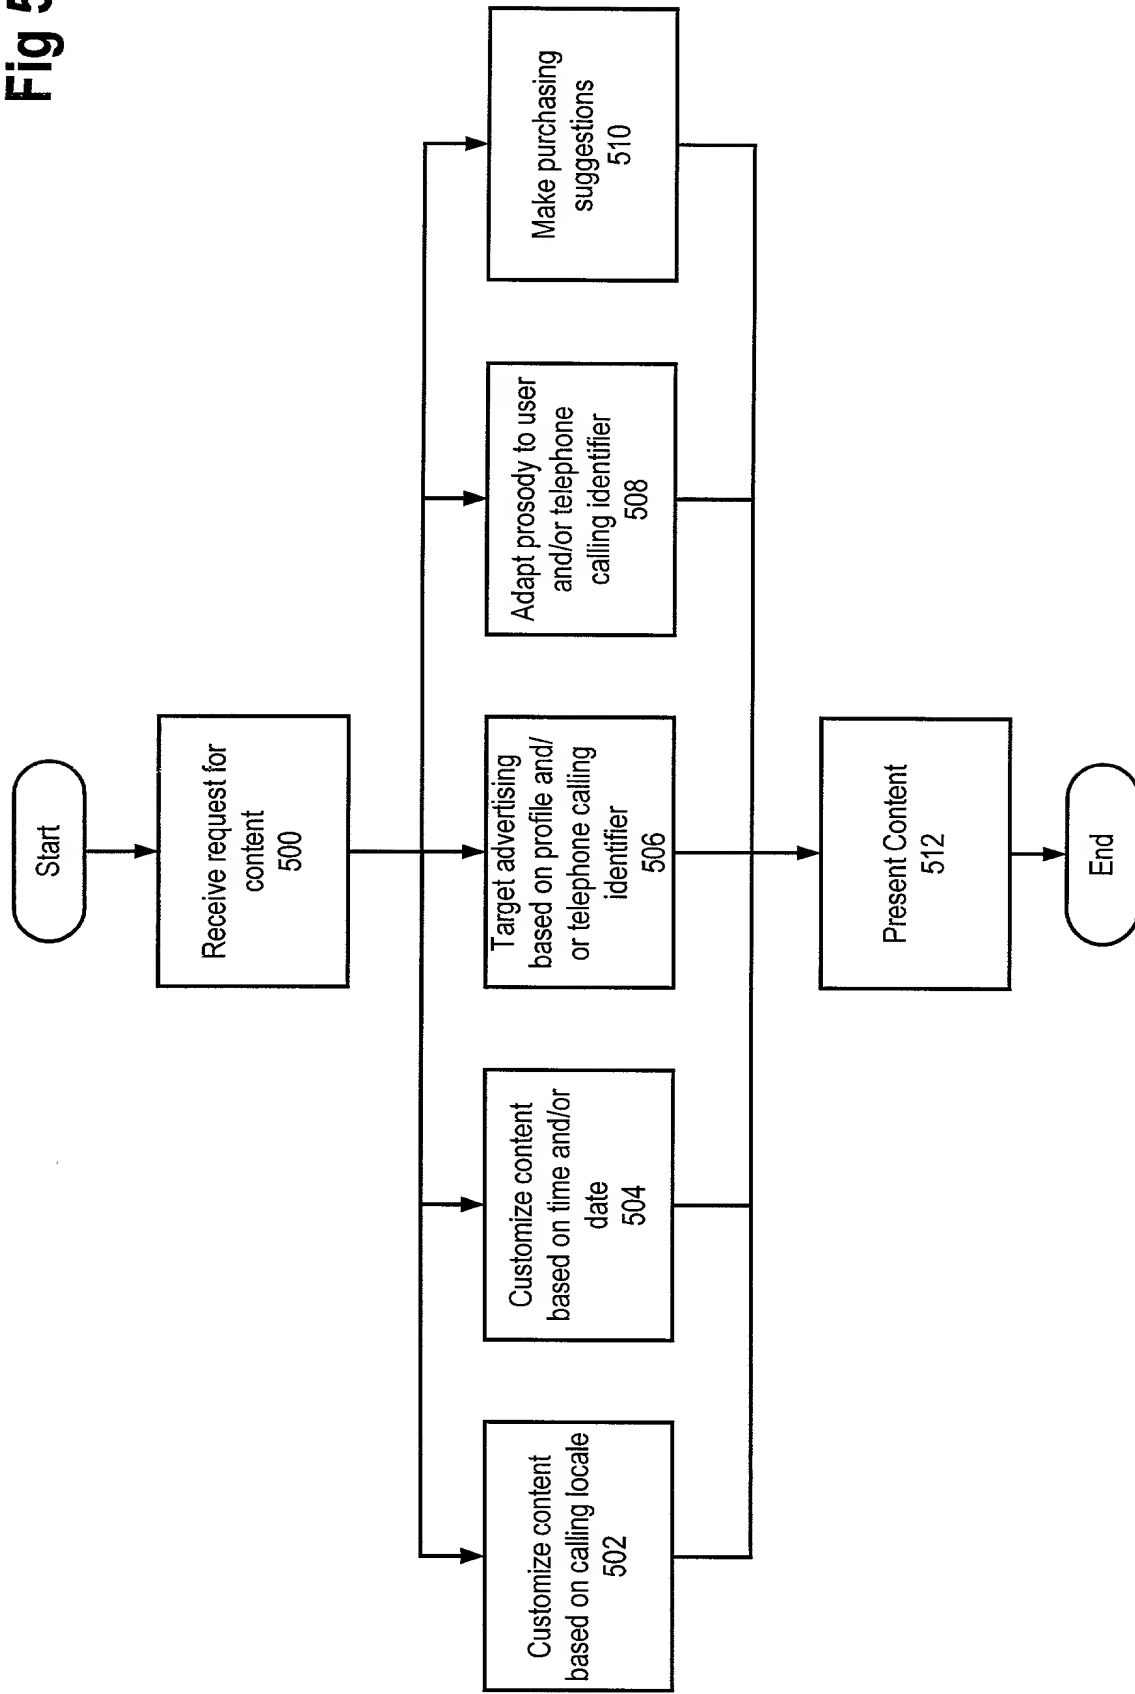 Fig 5
Start
Receive request for
content
500
Customize content
based on calling locale
502
Customize content
based on time and/or
date
504
Target advertising
based on profile and/
or telephone calling
identifier
506
Adapt prosody to user
and/or telephone
calling identifier
508
Make purchasing
suggestions
510
Present Content
512
End